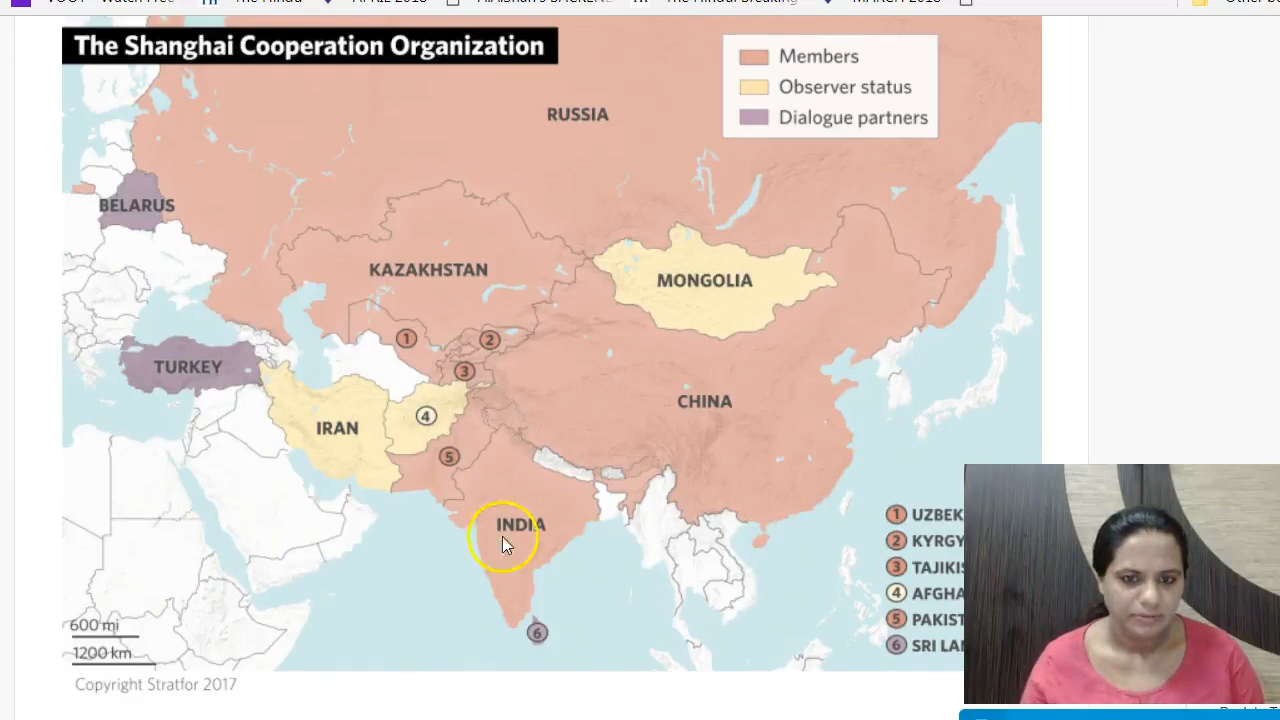 The Shanghai Cooperation Organization
Members
Observer status
Dialogue partners
RUSSIA
BELARUS
KAZAKHSTAN
MONGOLIA
1
2
TURKEY
3
CHINA
4
IRAN
5
INDIA
1 UZBEK
2 KYRGY
3 TAJIKIS
4 AFGHA
5 PAKIST
6 SRI LAN
6
600 mi
1200 km
Copyright Stratfor 2017